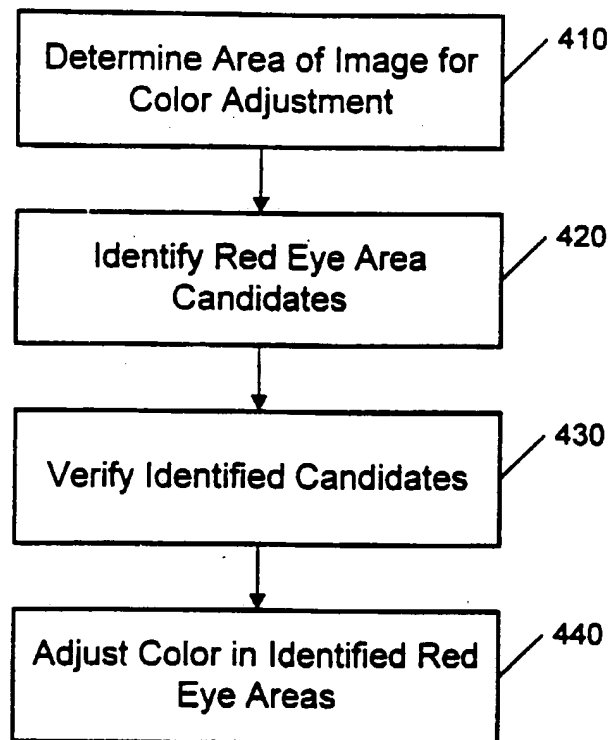 Determine Area of Image for
Color Adjustment
410
Identify Red Eye Area
Candidates
420
Verify Identified Candidates
430
Adjust Color in Identified Red
Eye Areas
440